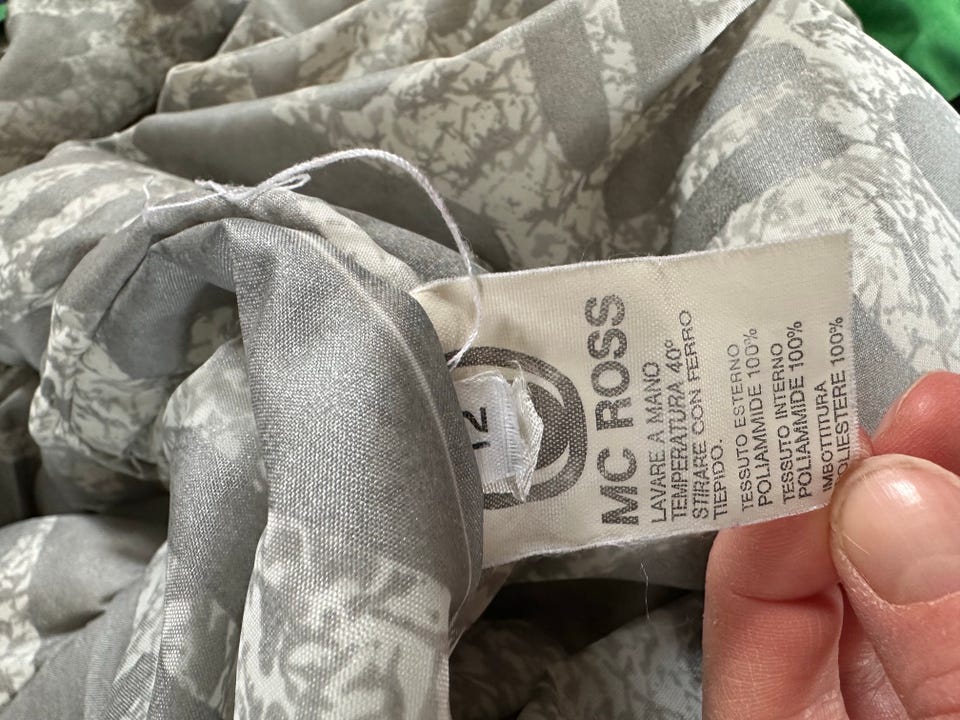 MC ROSS
LAVARE A MANO
TEMPERATURA 40°
STIRARE CON FERRO
TIEPIDO.
TESSUTO ESTERNO
POLIAMMIDE 100%
TESSUTO INTERNO
POLIAMMIDE 100%
IMBOTTITURA
POLIESTERE 100%
12